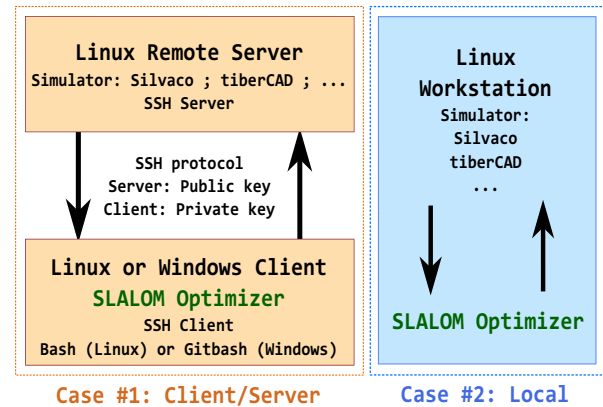 Linux Remote Server
Simulator: Silvaco ; tiberCAD ; ...
SSH Server
SSH protocol
Server: Public key
Client: Private key
Linux or Windows Client
SLALOM Optimizer
SSH Client
Bash (Linux) or Gitbash (Windows)
Case #1: Client/Server
Linux
Workstation
Simulator:
Silvaco
tiberCAD
...
SLALOM Optimizer
Case #2: Local